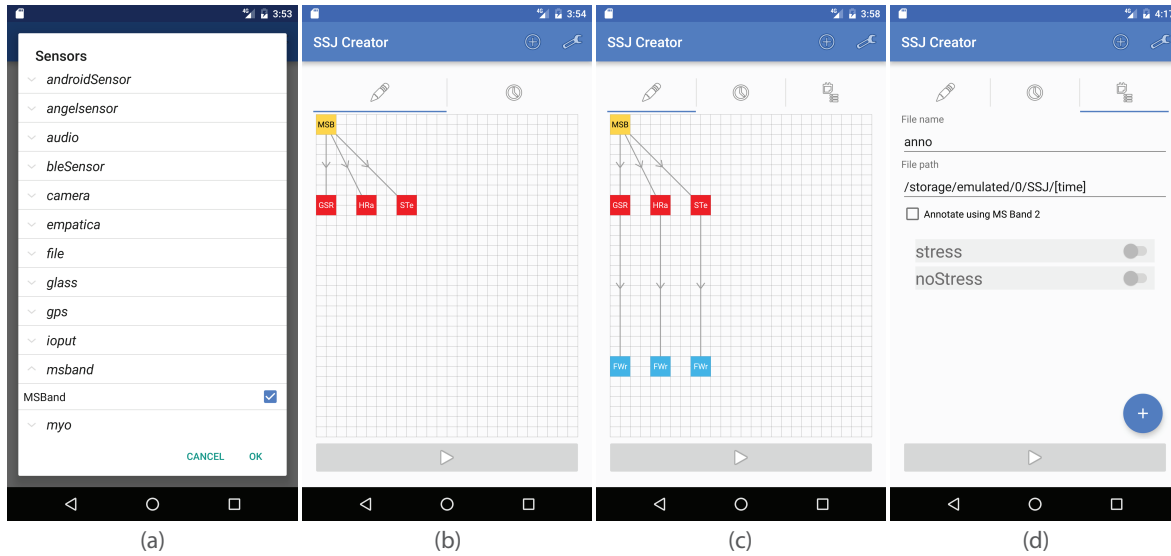 3:53
Sensors
androidSensor
angelsensor
audio
bleSensor
camera
empatica
file
glass
gps
ioput
msband
MSBand
myo
CANCEL OK
(a)
4G 3:54
SSJ Creator
MSB
GSR HRa STe
(b)
4G 3:58
SSJ Creator
MSB
GSR HRa STe
FWr FWr FWr
(c)
4G 4:17
SSJ Creator
File name
anno
File path
/storage/emulated/0/SSJ/[time]
Annotate using MS Band 2
stress
noStress
+
(d)